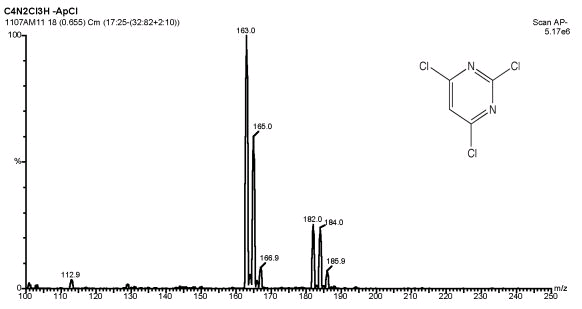 C4N2Cl3H -ApCI
1107AM11 18 (0.655) Cm (17:25-(32:82+2:10))
Scan AP-
5.17e6
100
%
0
163.0
165.0
166.9
182.0
184.0
185.9
112.9
Cl
N
Cl
N
Cl
100 110 120 130 140 150 160 170 180 190 200 210 220 230 240 250
m/z